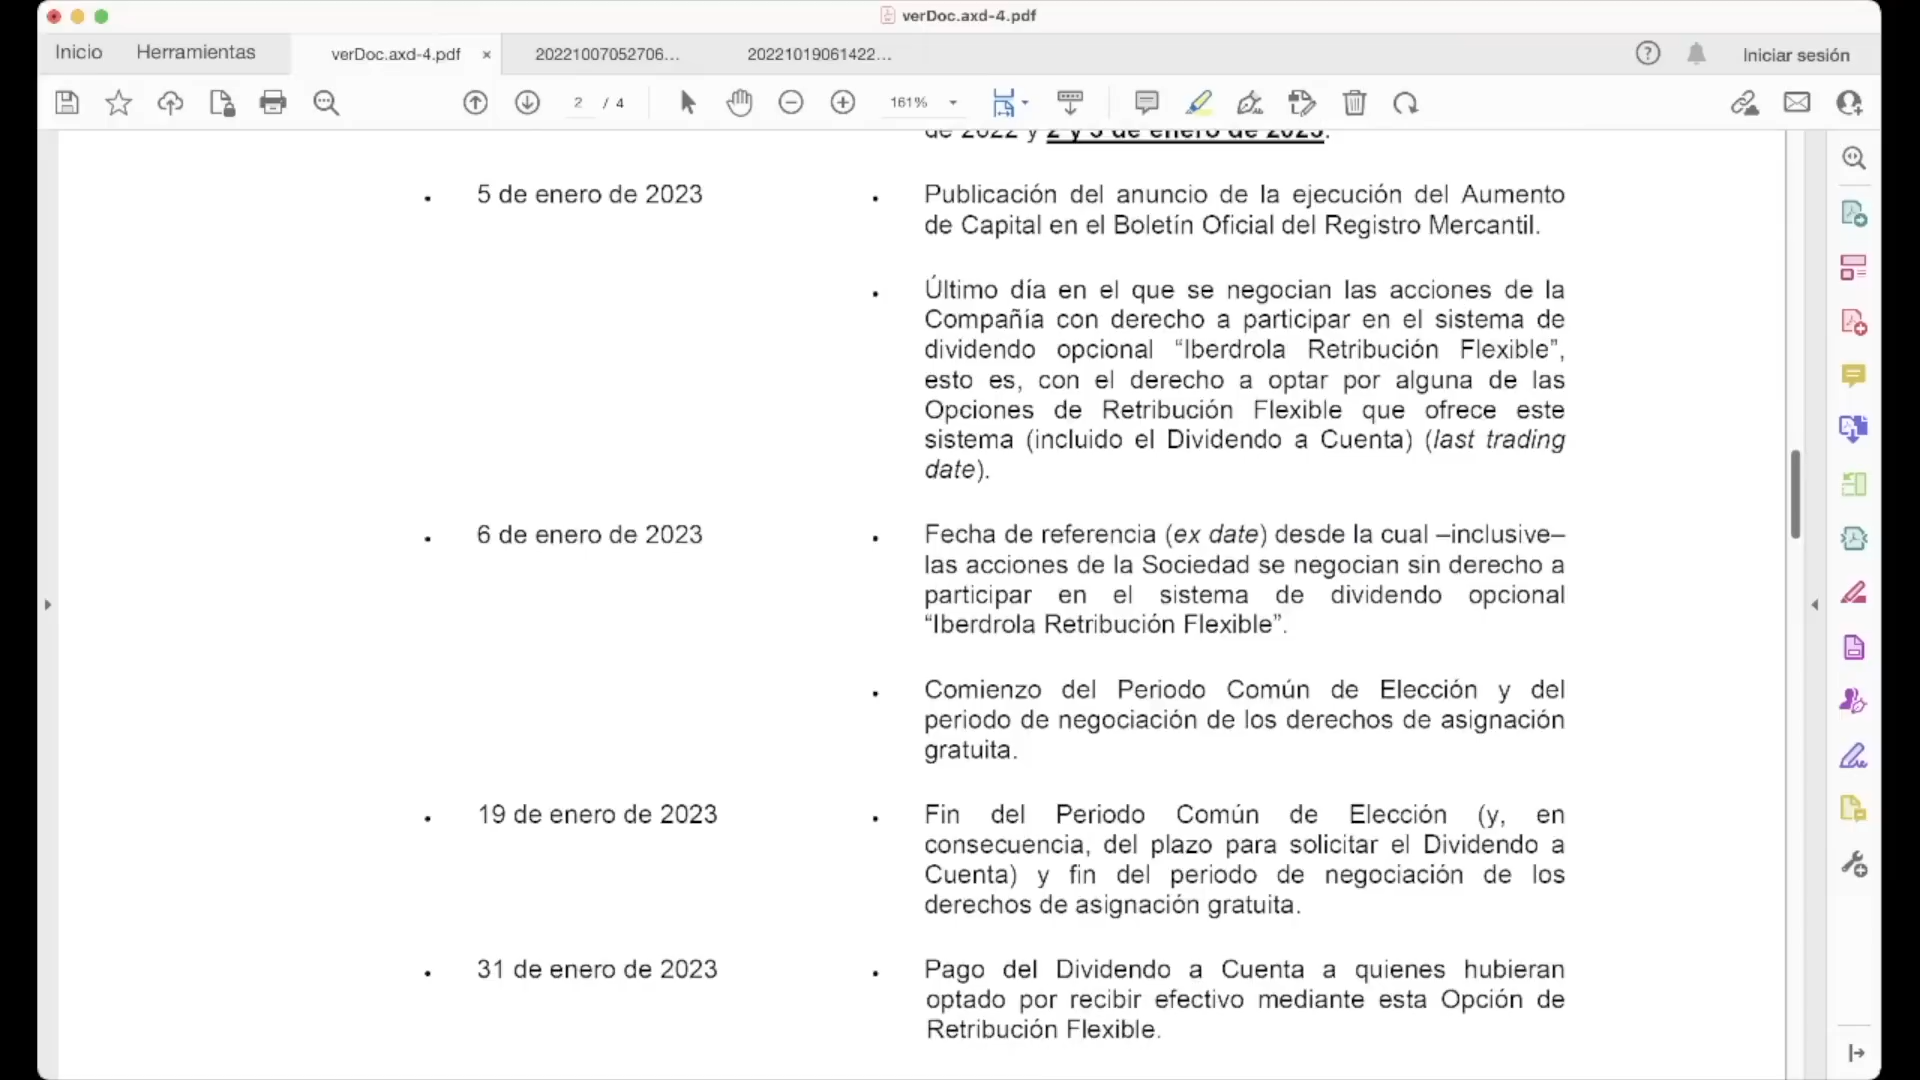 verDoc.axd-4.pdf
Inicio Herramientas verDoc.axd-4.pdf × 20221007052706... 20221019061422... Iniciar sesión
2 / 4 161%
de 2022 y 2 y 3 de enero de 2023.
• 5 de enero de 2023
• Publicación del anuncio de la ejecución del Aumento
de Capital en el Boletín Oficial del Registro Mercantil.
• Último día en el que se negocian las acciones de la
Compañía con derecho a participar en el sistema de
dividendo opcional “Iberdrola Retribución Flexible”,
esto es, con el derecho a optar por alguna de las
Opciones de Retribución Flexible que ofrece este
sistema (incluido el Dividendo a Cuenta) (last trading
date).
• 6 de enero de 2023
• Fecha de referencia (ex date) desde la cual –inclusive–
las acciones de la Sociedad se negocian sin derecho a
participar en el sistema de dividendo opcional
“Iberdrola Retribución Flexible”.
• Comienzo del Periodo Común de Elección y del
periodo de negociación de los derechos de asignación
gratuita.
• 19 de enero de 2023
• Fin del Periodo Común de Elección (y, en
consecuencia, del plazo para solicitar el Dividendo a
Cuenta) y fin del periodo de negociación de los
derechos de asignación gratuita.
• 31 de enero de 2023
• Pago del Dividendo a Cuenta a quienes hubieran
optado por recibir efectivo mediante esta Opción de
Retribución Flexible.